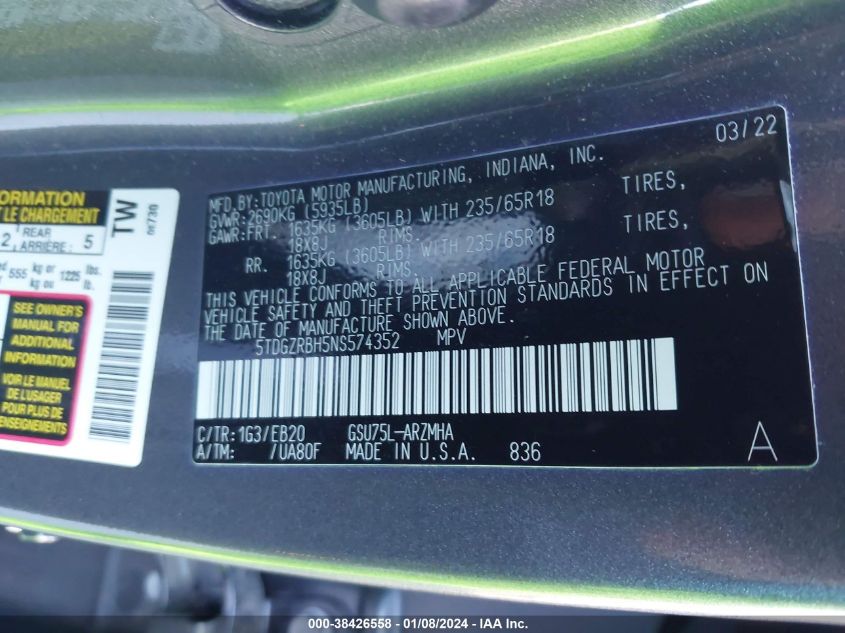 03/22
MFD.BY:TOYOTA MOTOR MANUFACTURING, INDIANA, INC.
GVWR:2690KG (5935LB)
GAWR:FRT. 1635KG (3605LB) WITH 235/65R18 TIRES,
18X8J RIMS.
RR. 1635KG (3605LB) WITH 235/65R18 TIRES,
18X8J RIMS.
THIS VEHICLE CONFORMS TO ALL APPLICABLE FEDERAL MOTOR
VEHICLE SAFETY AND THEFT PREVENTION STANDARDS IN EFFECT ON
THE DATE OF MANUFACTURE SHOWN ABOVE.
5TDGZRBH5NS574352 MPV
C/TR:1G3/EB20 GSU75L-ARZMHA
A/TM: /UA80F MADE IN U.S.A. 836
A
LE CHARGEMENT
2 REAR ARRIÈRE: 5
555 kg or 1225 lbs.
kg ou lb.
TW
SEE OWNER'S
MANUAL FOR
ADDITIONAL
VOIR LE MANUEL
DE L'USAGER
POUR PLUS DE
000-38426558 - 01/08/2024 - IAA Inc.